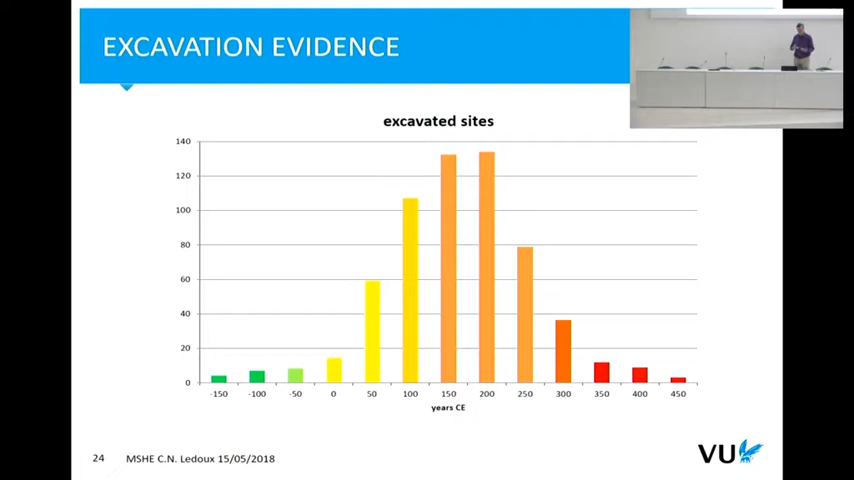 EXCAVATION EVIDENCE
excavated sites
140
120
100
80
60
40
20
0
-150 -100 -50 0 50 100 150 200 250 300 350 400 450
years CE
24 MSHE C.N. Ledoux 15/05/2018
VU